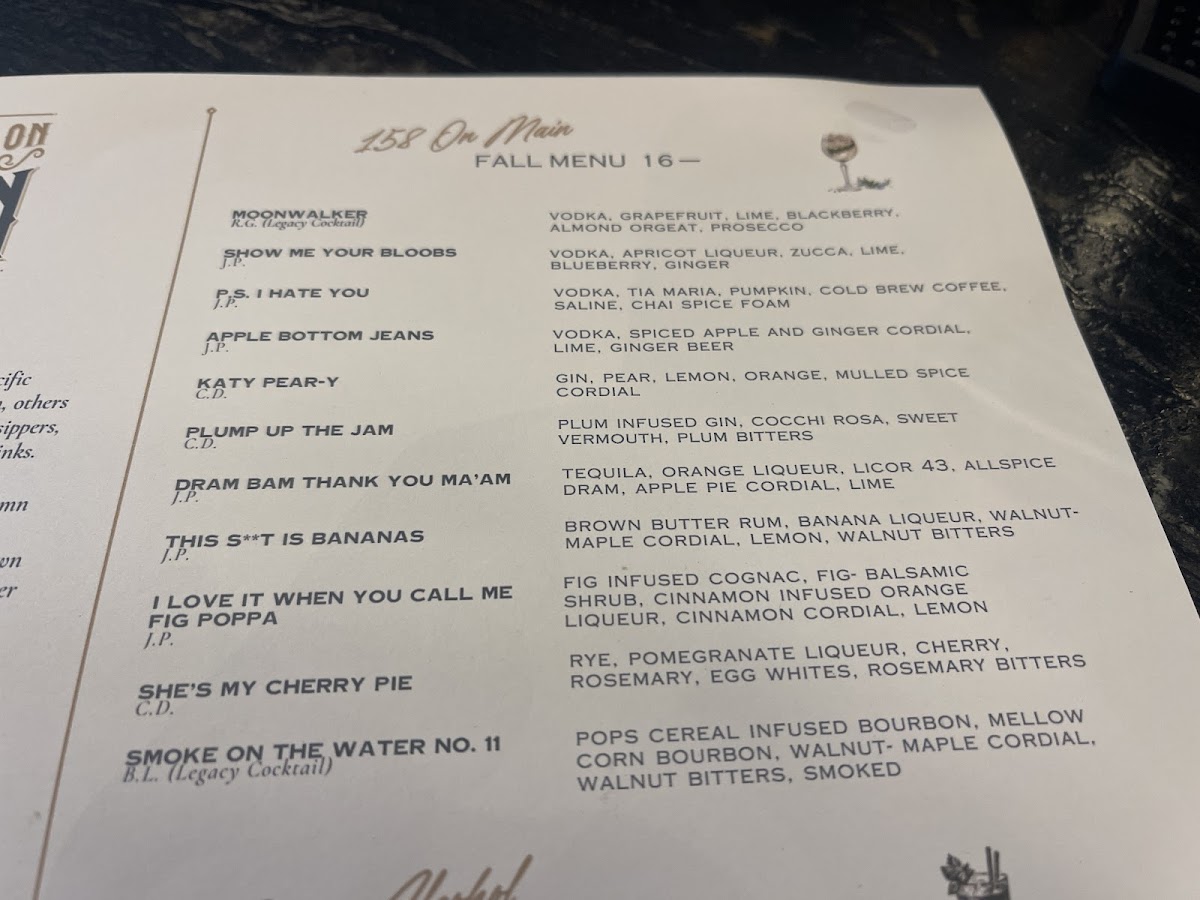 ON
158 On Main
FALL MENU 16—
MOONWALKER
R.G. (Legacy Cocktail)
VODKA, GRAPEFRUIT, LIME, BLACKBERRY,
ALMOND ORGEAT, PROSECCO
SHOW ME YOUR BLOOBS
J.P.
VODKA, APRICOT LIQUEUR, ZUCCA, LIME,
BLUEBERRY, GINGER
P.S. I HATE YOU
J.P.
VODKA, TIA MARIA, PUMPKIN, COLD BREW COFFEE,
SALINE, CHAI SPICE FOAM
APPLE BOTTOM JEANS
J.P.
VODKA, SPICED APPLE AND GINGER CORDIAL,
LIME, GINGER BEER
KATY PEAR-Y
C.D.
GIN, PEAR, LEMON, ORANGE, MULLED SPICE
CORDIAL
PLUMP UP THE JAM
C.D.
PLUM INFUSED GIN, COCCHI ROSA, SWEET
VERMOUTH, PLUM BITTERS
DRAM BAM THANK YOU MA'AM
J.P.
TEQUILA, ORANGE LIQUEUR, LICOR 43, ALLSPICE
DRAM, APPLE PIE CORDIAL, LIME
THIS S**T IS BANANAS
J.P.
BROWN BUTTER RUM, BANANA LIQUEUR, WALNUT-
MAPLE CORDIAL, LEMON, WALNUT BITTERS
I LOVE IT WHEN YOU CALL ME
FIG POPPA
J.P.
FIG INFUSED COGNAC, FIG- BALSAMIC
SHRUB, CINNAMON INFUSED ORANGE
LIQUEUR, CINNAMON CORDIAL, LEMON
SHE'S MY CHERRY PIE
C.D.
RYE, POMEGRANATE LIQUEUR, CHERRY,
ROSEMARY, EGG WHITES, ROSEMARY BITTERS
SMOKE ON THE WATER NO. 11
B.L. (Legacy Cocktail)
POPS CEREAL INFUSED BOURBON, MELLOW
CORN BOURBON, WALNUT- MAPLE CORDIAL,
WALNUT BITTERS, SMOKED
others
sippers,
Alcohol